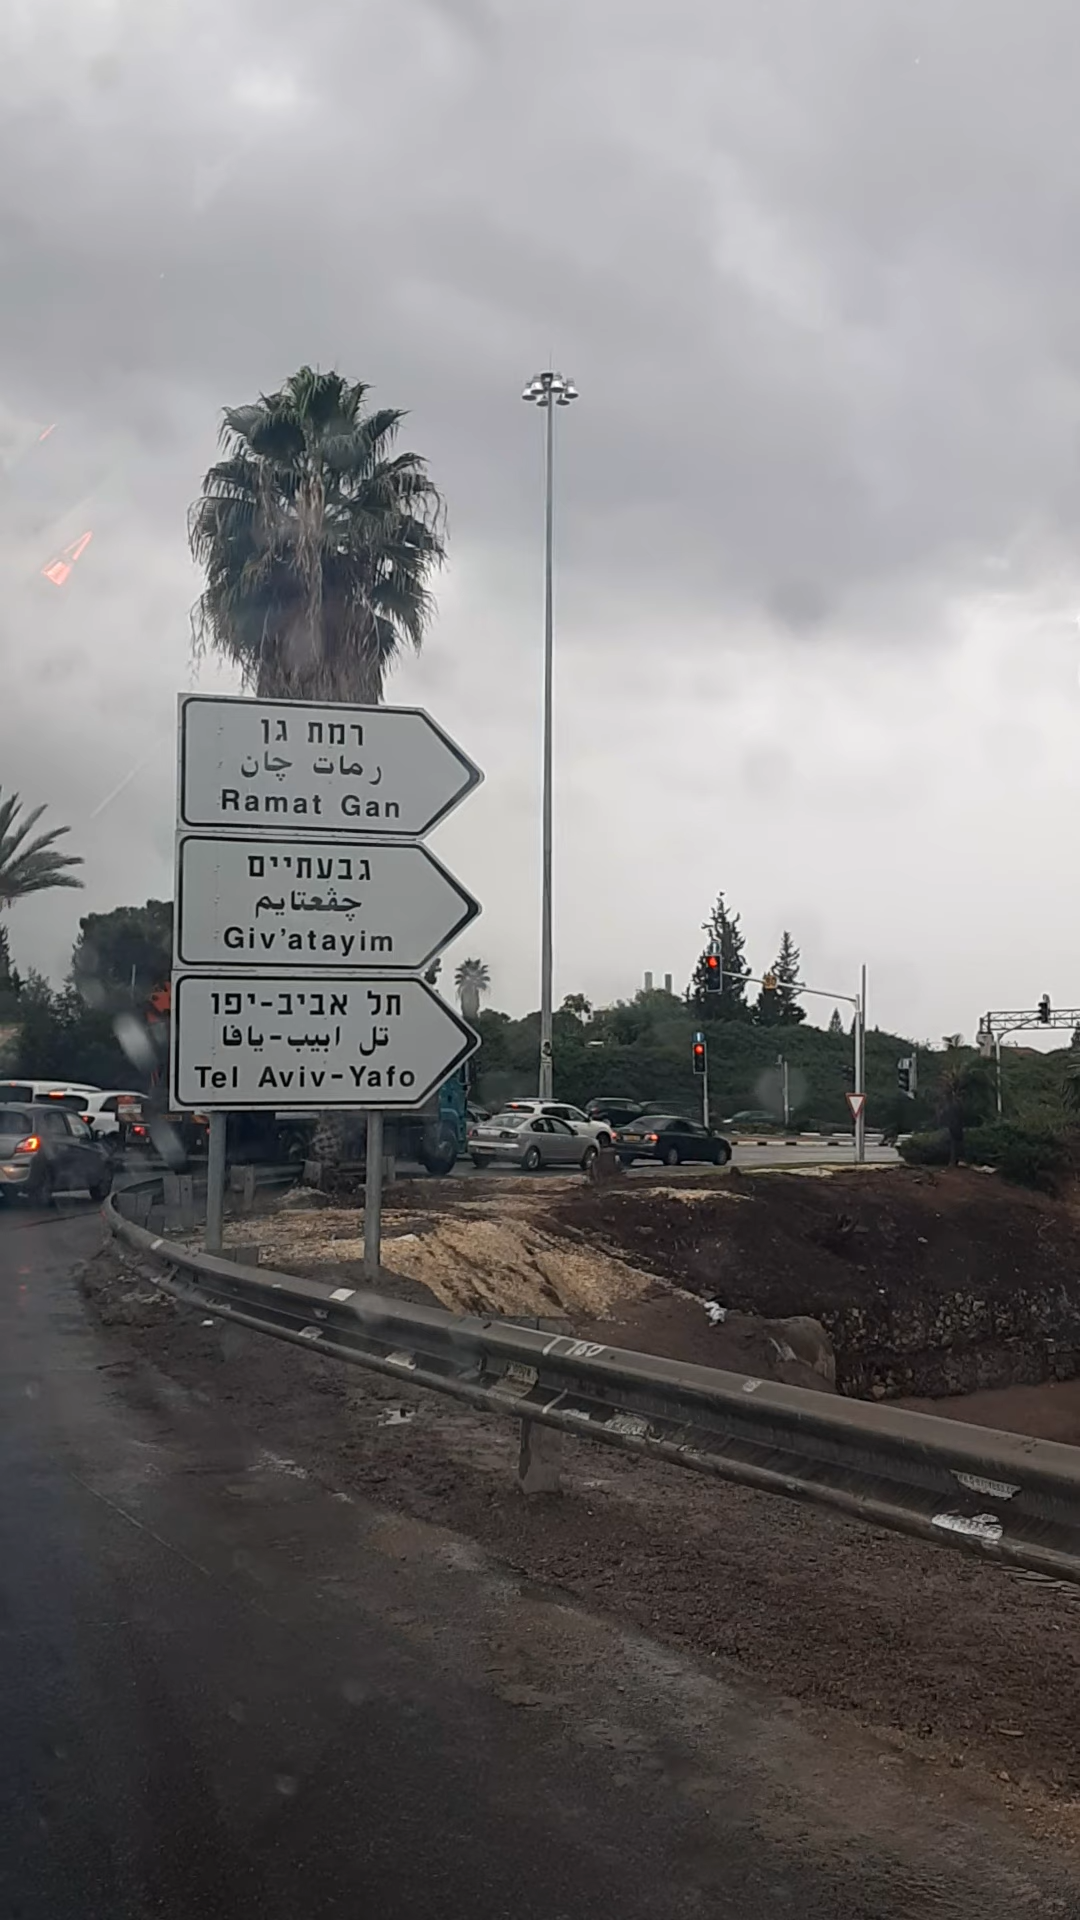 רמת גן
رمات چان
Ramat Gan
גבעתיים
چڤعتايم
Giv'atayim
תל אביב-יפו
تل ابيب-يافا
Tel Aviv-Yafo
160